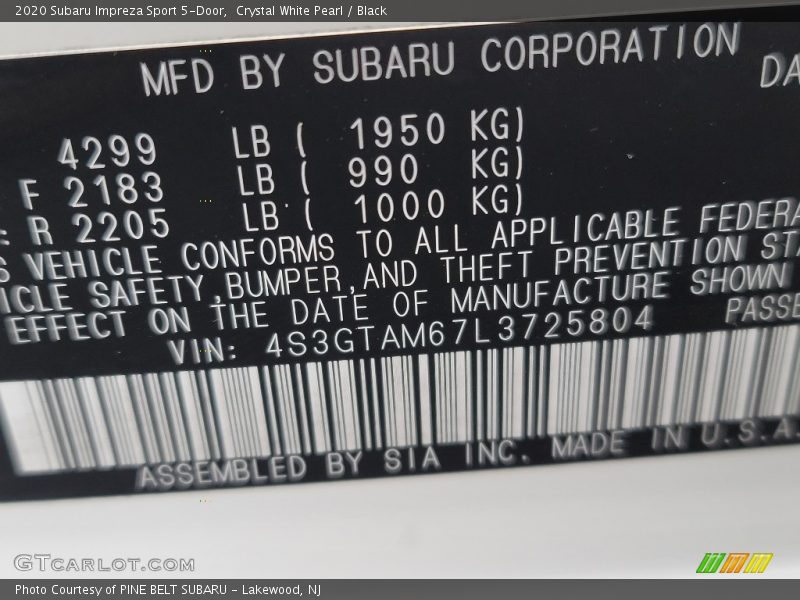 2020 Subaru Impreza Sport 5-Door,  Crystal White Pearl / Black
MFD BY SUBARU CORPORATION
DA
4299 LB ( 1950 KG)
F 2183 LB ( 990 KG)
R 2205 LB ( 1000 KG)
S VEHICLE CONFORMS TO ALL APPLICABLE FEDERA
ICLE SAFETY,BUMPER,AND THEFT PREVENTION STA
EFFECT ON THE DATE OF MANUFACTURE SHOWN
VIN: 4S3GTAM67L3725804 PASSE
ASSEMBLED BY SIA INC. MADE IN U.S.A.
GTCARLOT.COM
Photo Courtesy of PINE BELT SUBARU - Lakewood, NJ